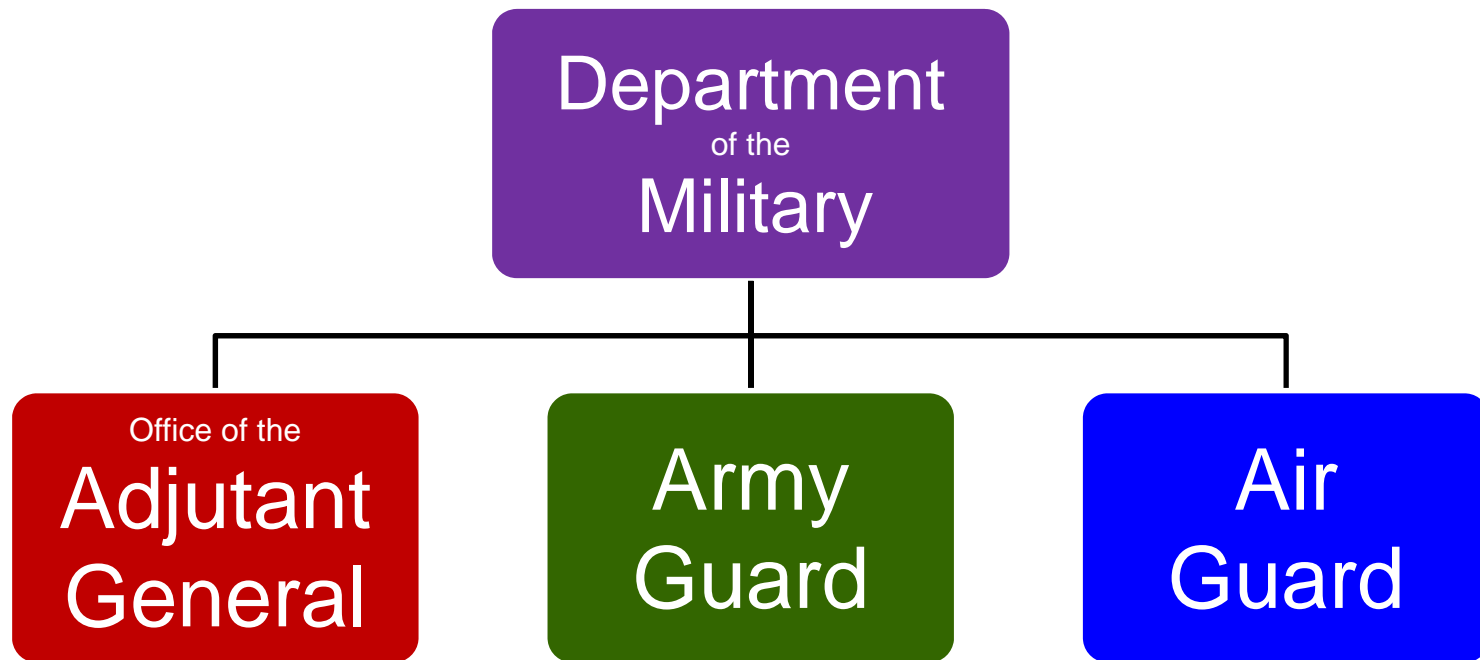 Department
of the
Military
Office of the
Adjutant
General
Army
Guard
Air
Guard